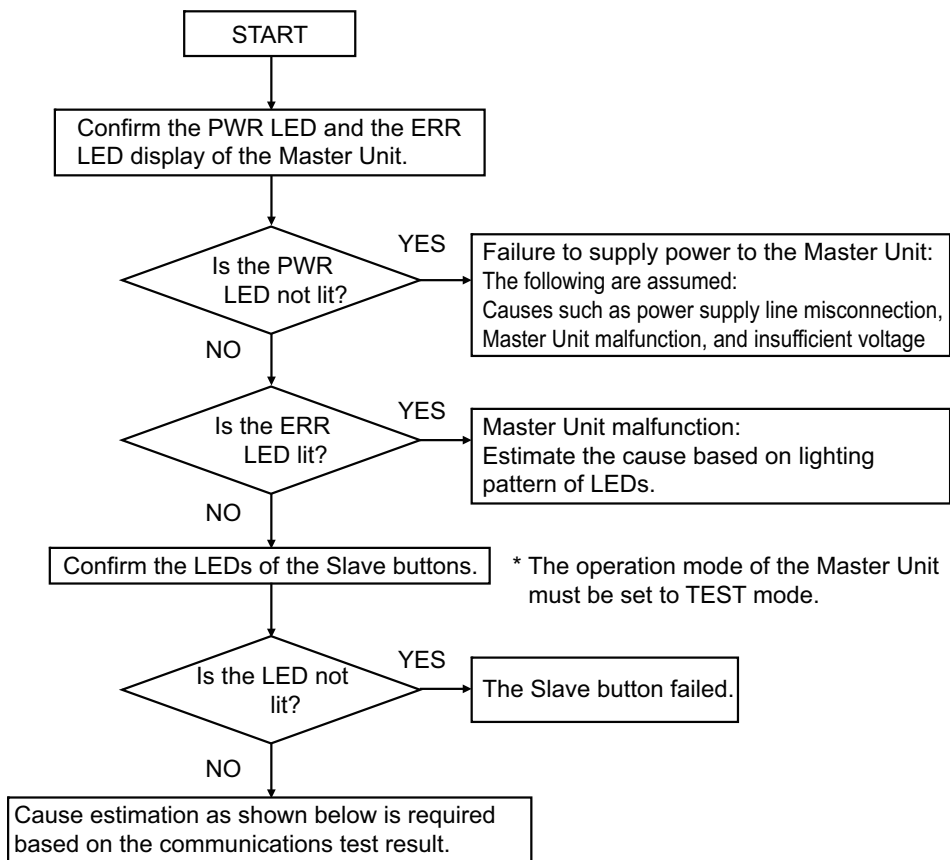 START
Confirm the PWR LED and the ERR
LED display of the Master Unit.
YES
Is the PWR
LED not lit?
Failure to supply power to the Master Unit:
The following are assumed:
Causes such as power supply line misconnection,
Master Unit malfunction, and insufficient voltage
NO
YES
Is the ERR
LED lit?
Master Unit malfunction:
Estimate the cause based on lighting
pattern of LEDs.
NO
Confirm the LEDs of the Slave buttons.
* The operation mode of the Master Unit
must be set to TEST mode.
YES
Is the LED not
lit?
The Slave button failed.
NO
Cause estimation as shown below is required
based on the communications test result.